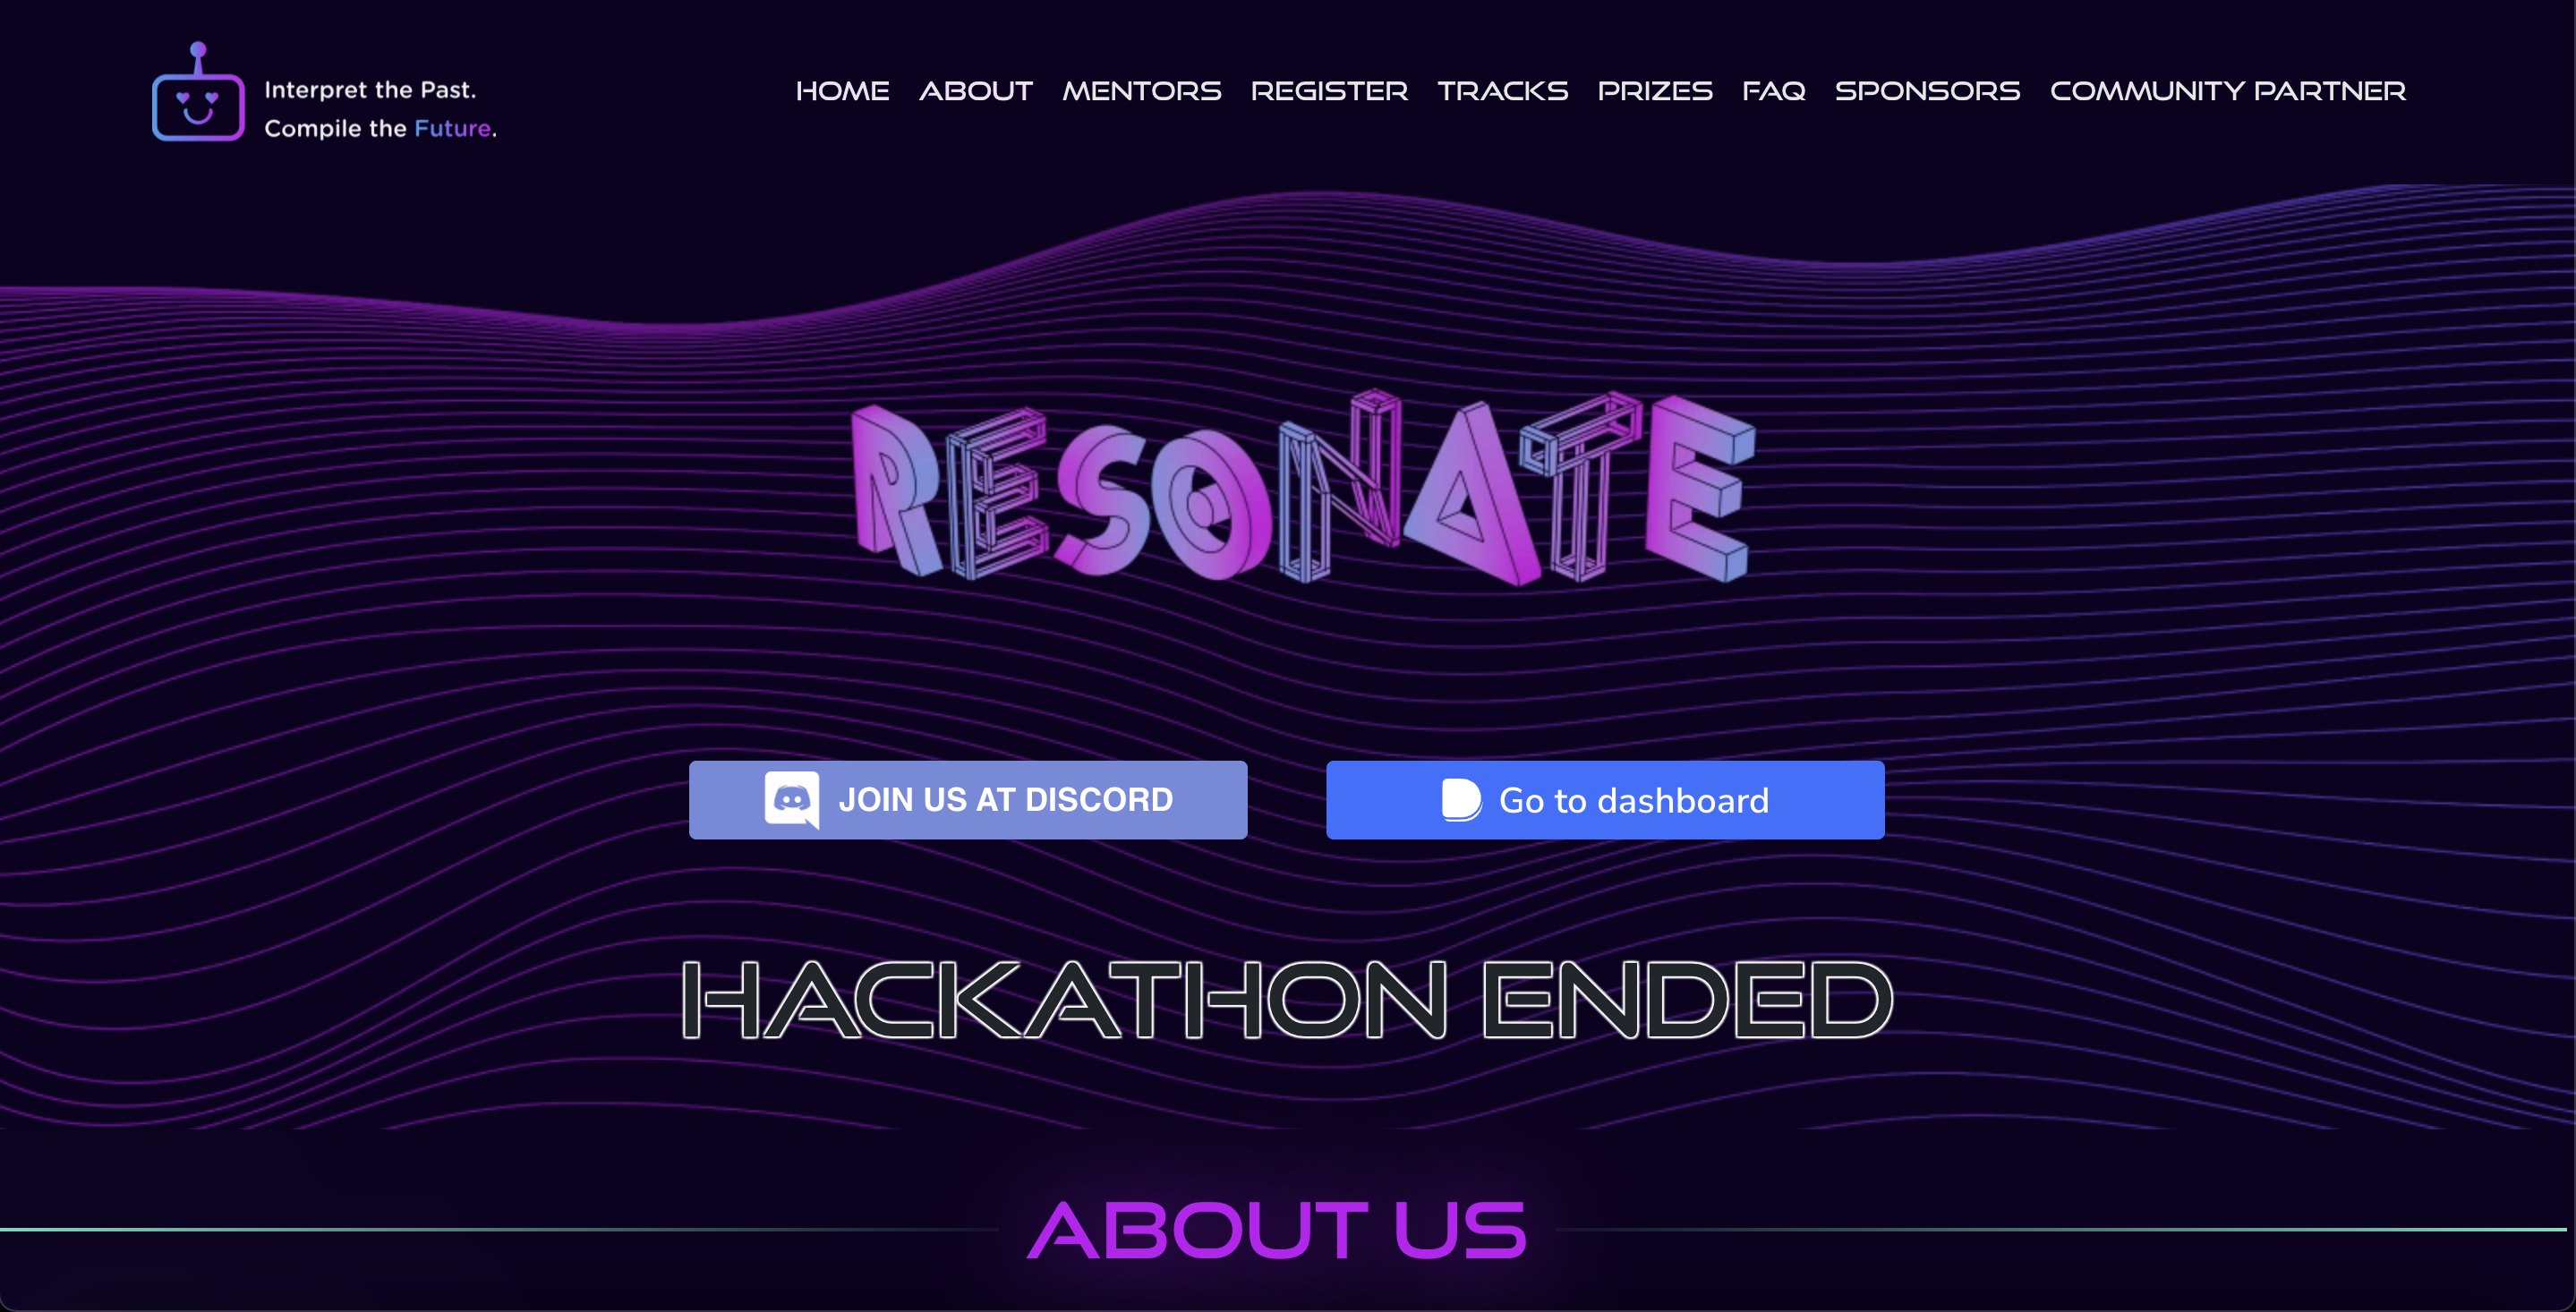 Interpret the Past.
Compile the Future.
HOME ABOUT MENTORS REGISTER TRACKS PRIZES FAQ SPONSORS COMMUNITY PARTNER
RESONATE
JOIN US AT DISCORD
Go to dashboard
HACKATHON ENDED
ABOUT US